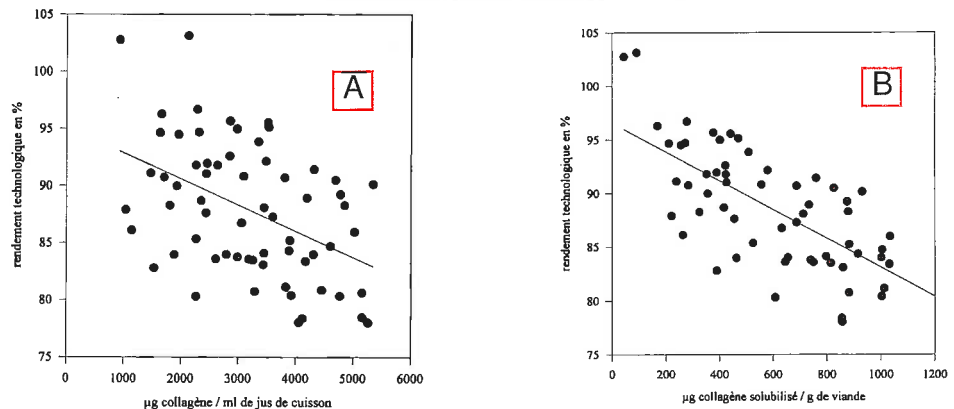 105
100
95
90
85
80
75
rendement technologique en %
A
0 1000 2000 3000 4000 5000 6000
µg collagène / ml de jus de cuisson
105
100
95
90
85
80
75
rendement technologique en %
B
0 200 400 600 800 1000 1200
µg collagène solubilisé / g de viande